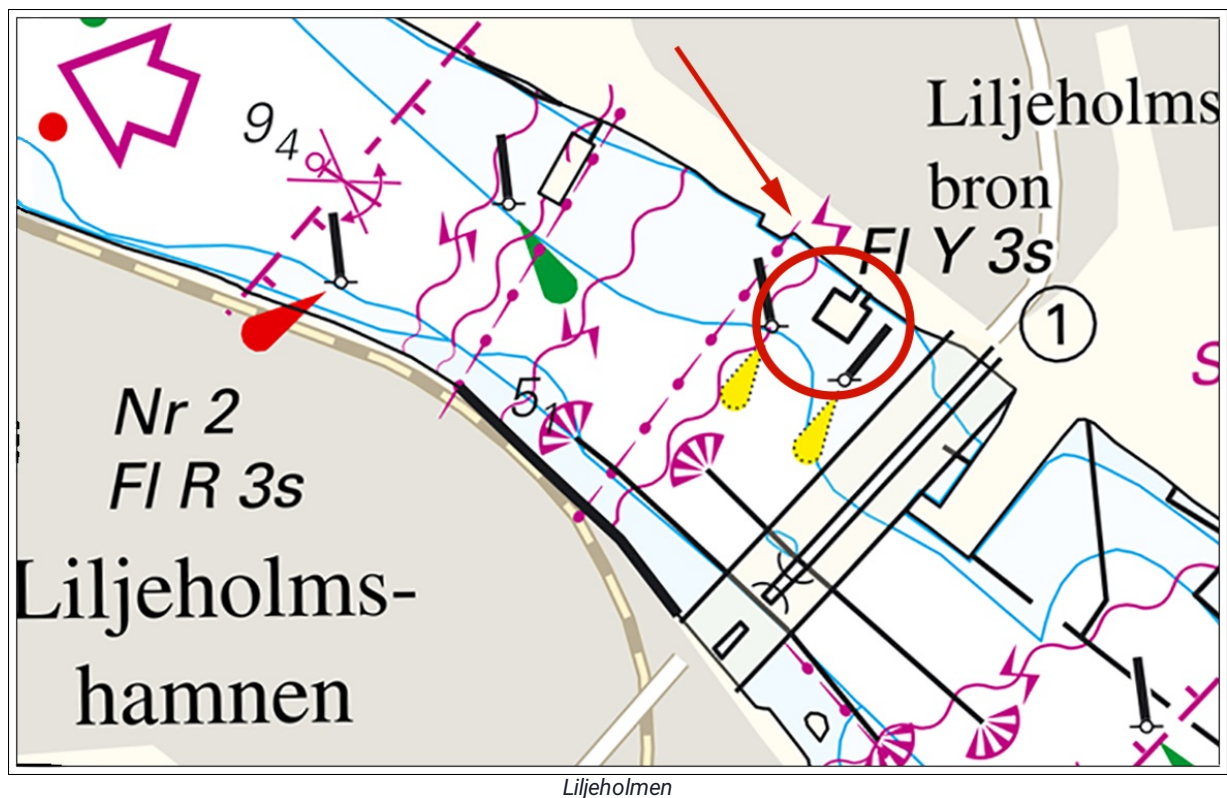 9 4
Liljeholms
bron
Fl Y 3s
1
S
5 1
Nr 2
Fl R 3s
Liljeholms-
hamnen
Liljeholmen